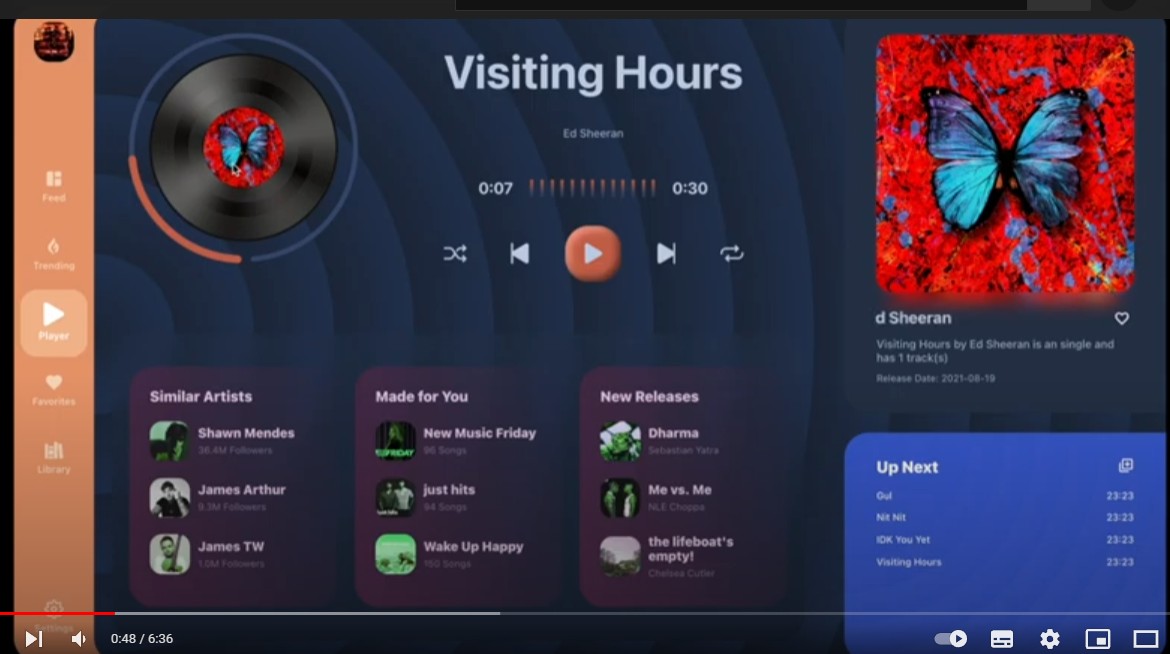 Visiting Hours
Ed Sheeran
0:07
0:30
Feed
Trending
Player
Favorites
Library
Settings
d Sheeran
Visiting Hours by Ed Sheeran is an single and
has 1 track(s)
Release Date: 2021-08-19
Similar Artists
Shawn Mendes
36.4M Followers
James Arthur
9.3M Followers
James TW
1.0M Followers
Made for You
FRIDAY
New Music Friday
96 Songs
just hits
94 Songs
Wake Up Happy
160 Songs
New Releases
Dharma
Sebastian Yatra
Me vs. Me
NLE Choppa
the lifeboat's
empty!
Chelsea Cutler
Up Next
Gul 23:23
Nit Nit 23:23
IDK You Yet 23:23
Visiting Hours 23:23
0:48 / 6:36